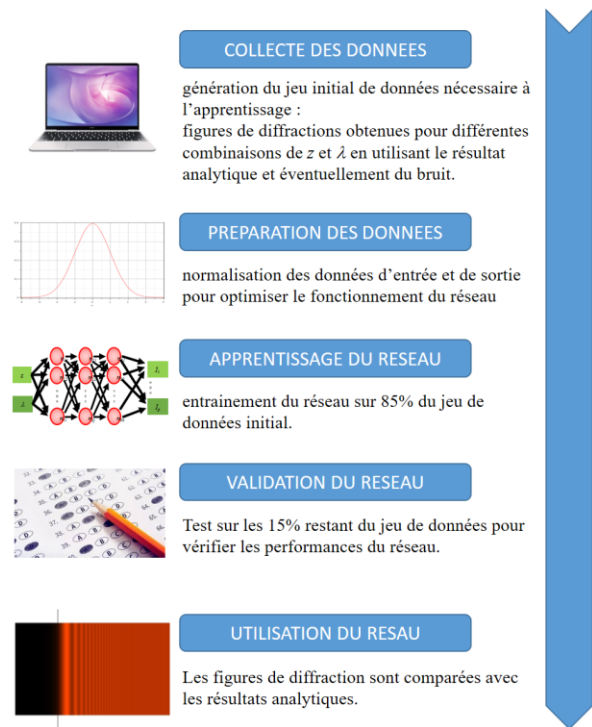 COLLECTE DES DONNEES
génération du jeu initial de données nécessaire à
l’apprentissage :
figures de diffractions obtenues pour différentes
combinaisons de z et λ en utilisant le résultat
analytique et éventuellement du bruit.
PREPARATION DES DONNEES
normalisation des données d’entrée et de sortie
pour optimiser le fonctionnement du réseau
APPRENTISSAGE DU RESEAU
entrainement du réseau sur 85% du jeu de
données initial.
VALIDATION DU RESEAU
Test sur les 15% restant du jeu de données pour
vérifier les performances du réseau.
UTILISATION DU RESAU
Les figures de diffraction sont comparées avec
les résultats analytiques.